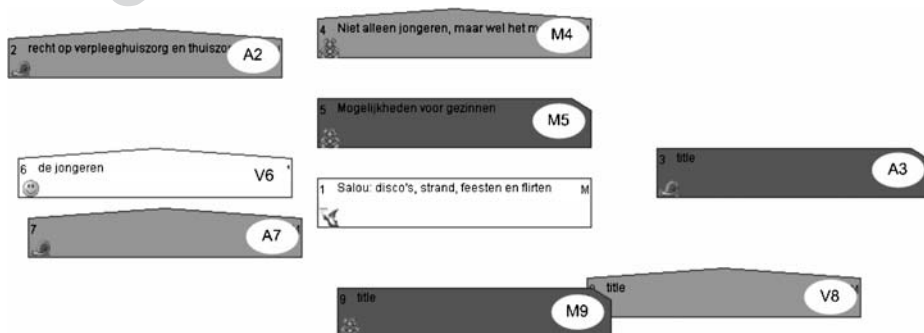 2 recht op verpleeghuiszorg en A2
4 Niet alleen jongeren, maar wel het M4
5 Mogelijkheden voor gezinnen M5
6 de jongeren V6
3 title A3
1 Salou: disco's, strand, feesten en flirten M
7 A7
9 title M9
title V8